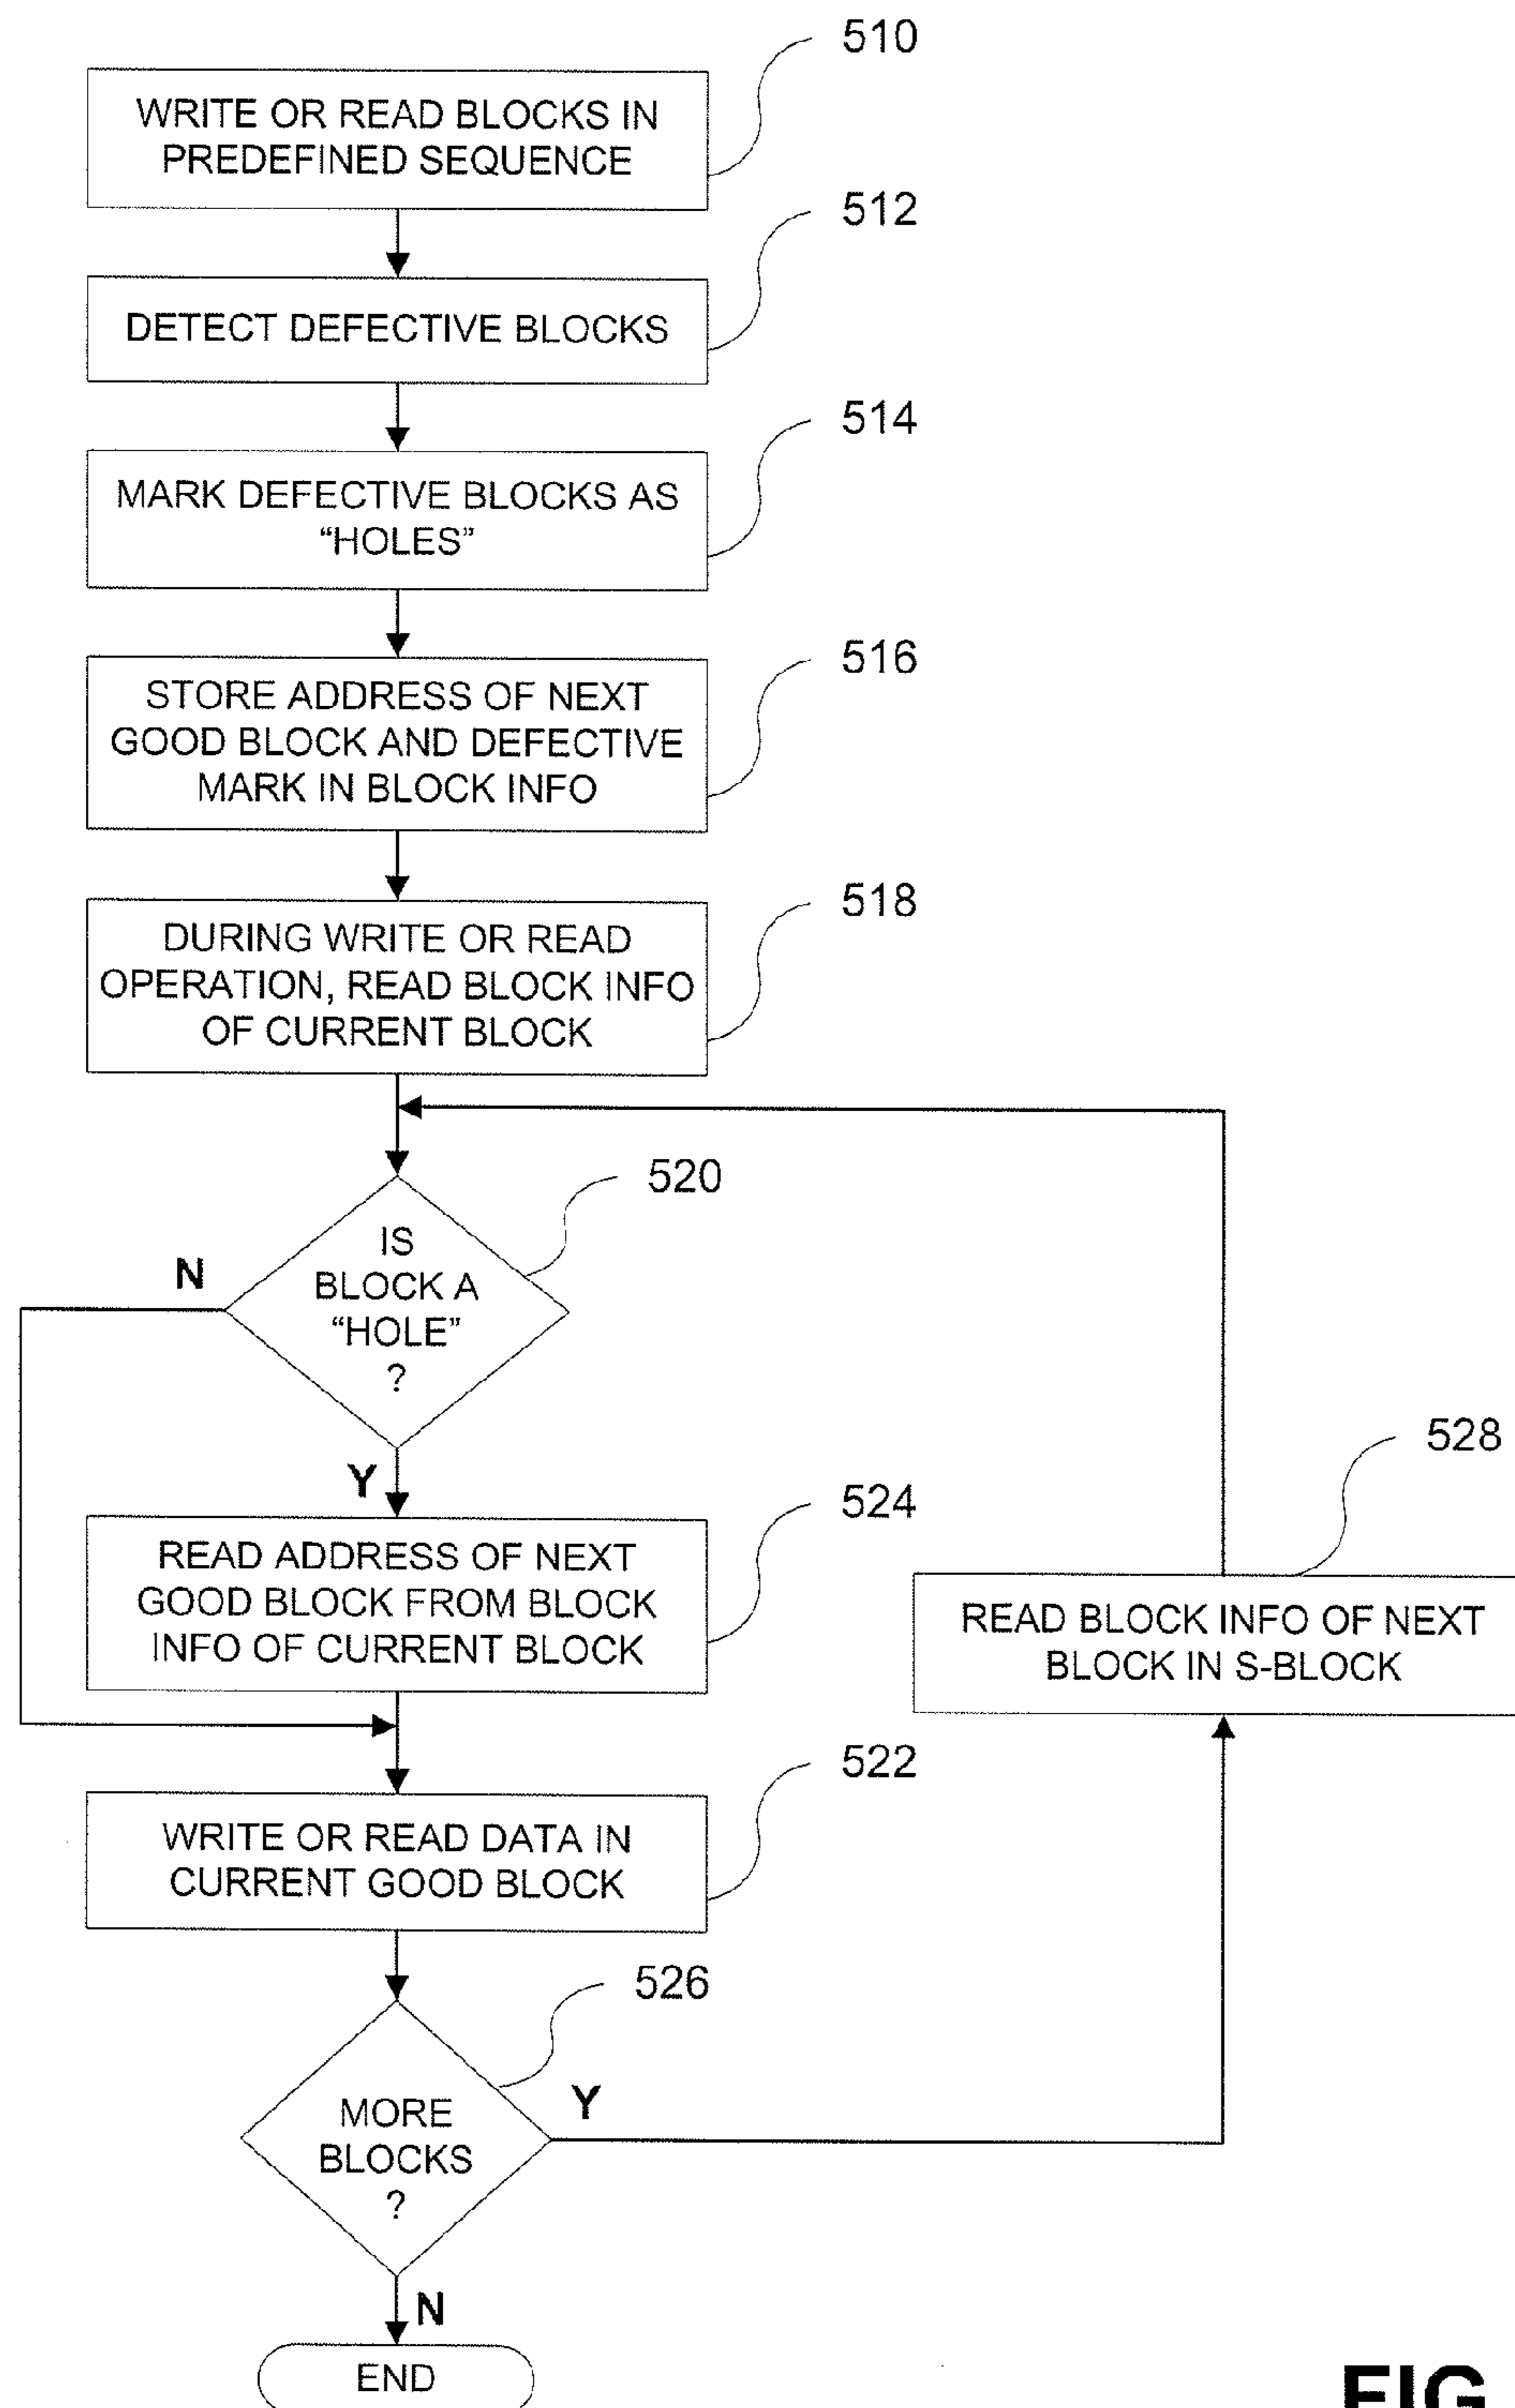 510
WRITE OR READ BLOCKS IN
PREDEFINED SEQUENCE
512
DETECT DEFECTIVE BLOCKS
514
MARK DEFECTIVE BLOCKS AS
“HOLES”
516
STORE ADDRESS OF NEXT
GOOD BLOCK AND DEFECTIVE
MARK IN BLOCK INFO
518
DURING WRITE OR READ
OPERATION, READ BLOCK INFO
OF CURRENT BLOCK
520
IS
BLOCK A
“HOLE”
?
N
Y
524
READ ADDRESS OF NEXT
GOOD BLOCK FROM BLOCK
INFO OF CURRENT BLOCK
528
READ BLOCK INFO OF NEXT
BLOCK IN S-BLOCK
522
WRITE OR READ DATA IN
CURRENT GOOD BLOCK
526
MORE
BLOCKS
?
Y
N
END
FIG